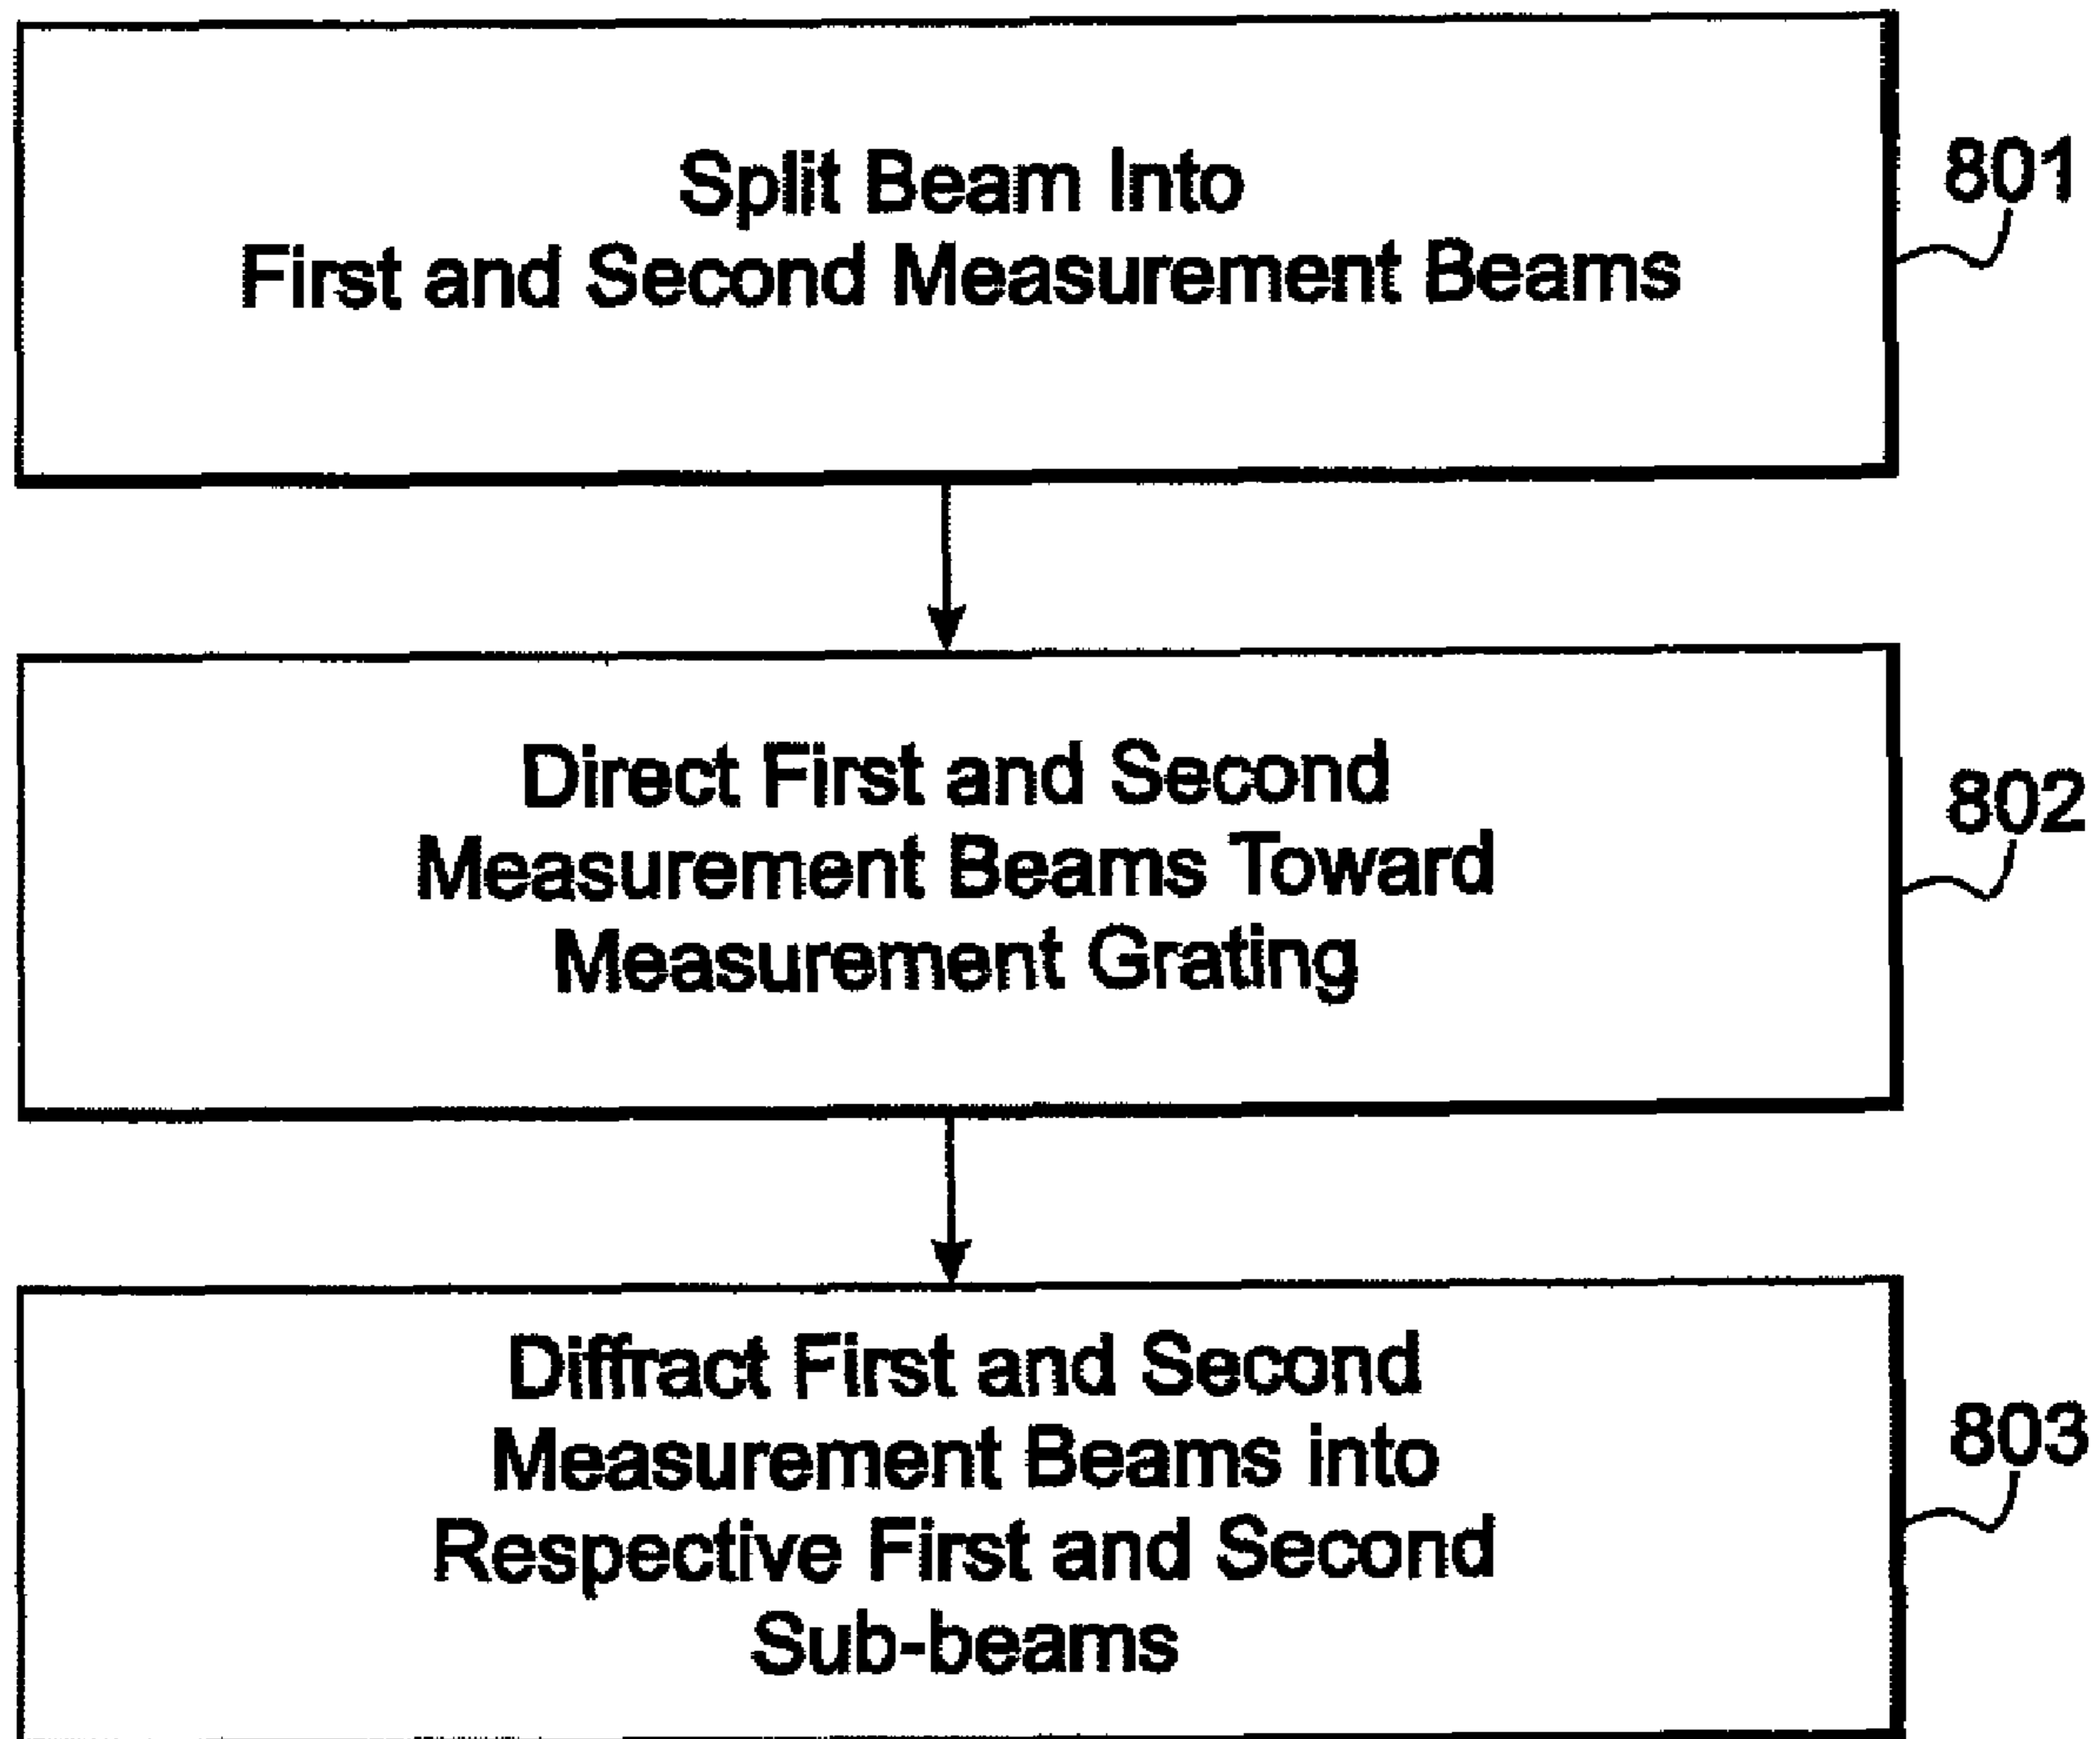 Split Beam Into
First and Second Measurement Beams
801
Direct First and Second
Measurement Beams Toward
Measurement Grating
802
Diffract First and Second
Measurement Beams into
Respective First and Second
Sub-beams
803